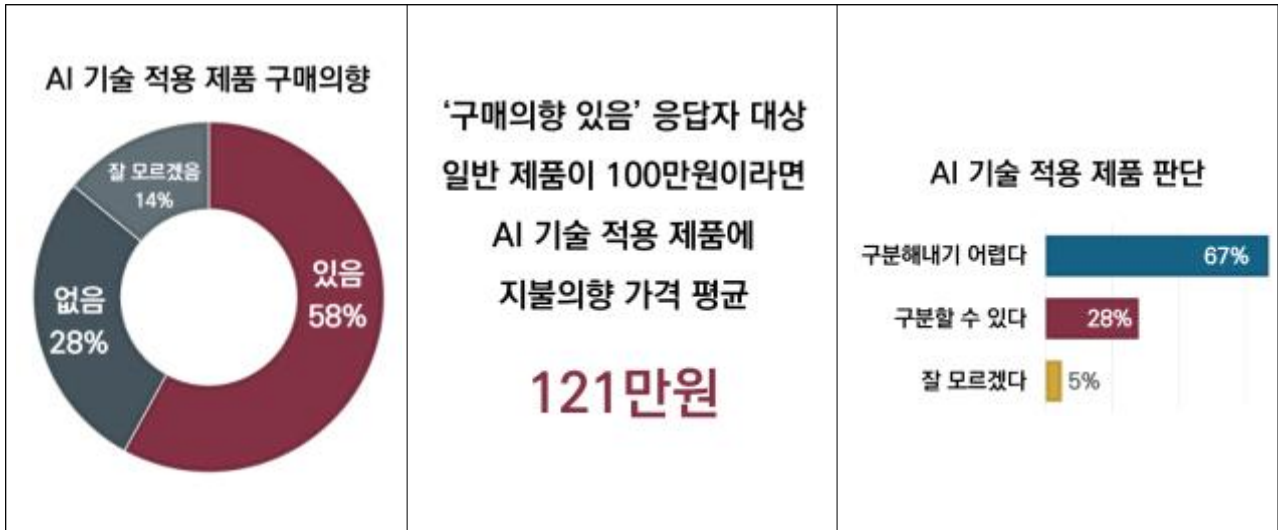 AI 기술 적용 제품 구매의향
잘 모르겠음
14%
있음
58%
없음
28%
‘구매의향 있음’ 응답자 대상
일반 제품이 100만원이라면
AI 기술 적용 제품에
지불의향 가격 평균
121만원
AI 기술 적용 제품 판단
구분해내기 어렵다 67%
구분할 수 있다 28%
잘 모르겠다 5%